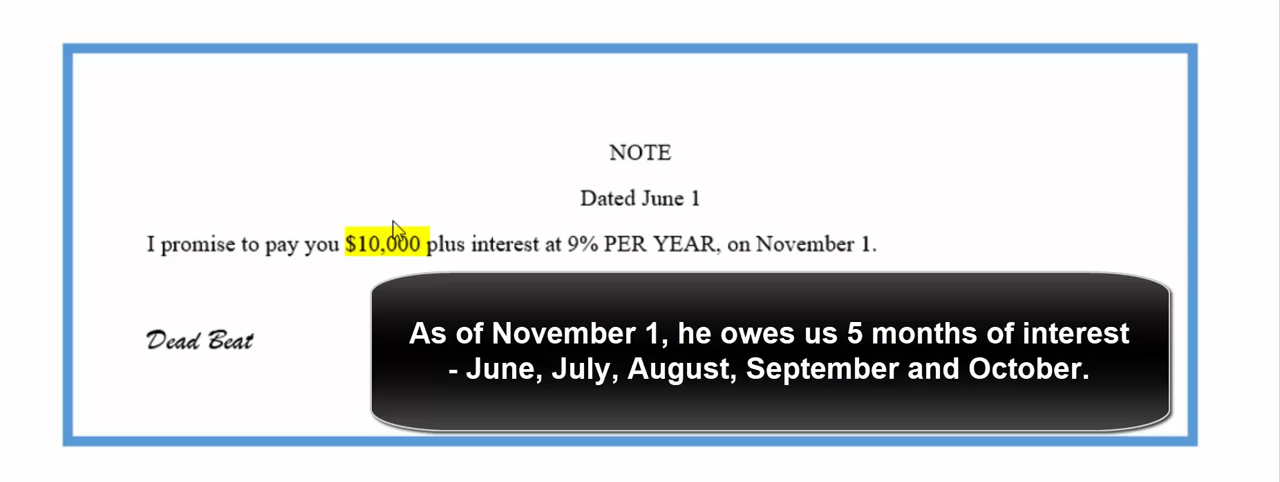 NOTE
Dated June 1
I promise to pay you $10,000 plus interest at 9% PER YEAR, on November 1.
As of November 1, he owes us 5 months of interest
- June, July, August, September and October.
Dead Beat